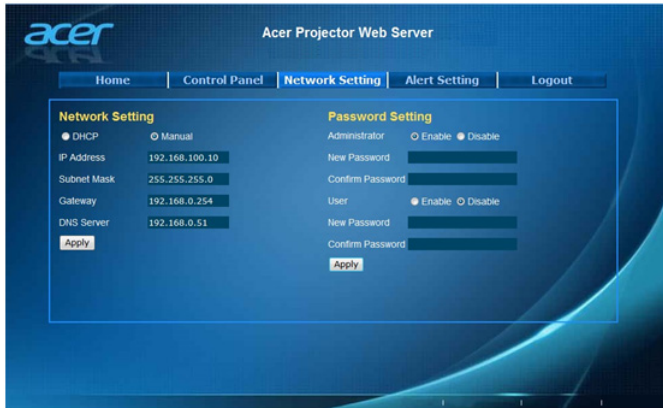 acer
Acer Projector Web Server
Home
Control Panel
Network Setting
Alert Setting
Logout
Network Setting
DHCP Manual
IP Address 192.168.100.10
Subnet Mask 255.255.255.0
Gateway 192.168.0.254
DNS Server 192.168.0.51
Apply
Password Setting
Administrator Enable Disable
New Password
Confirm Password
User Enable Disable
New Password
Confirm Password
Apply